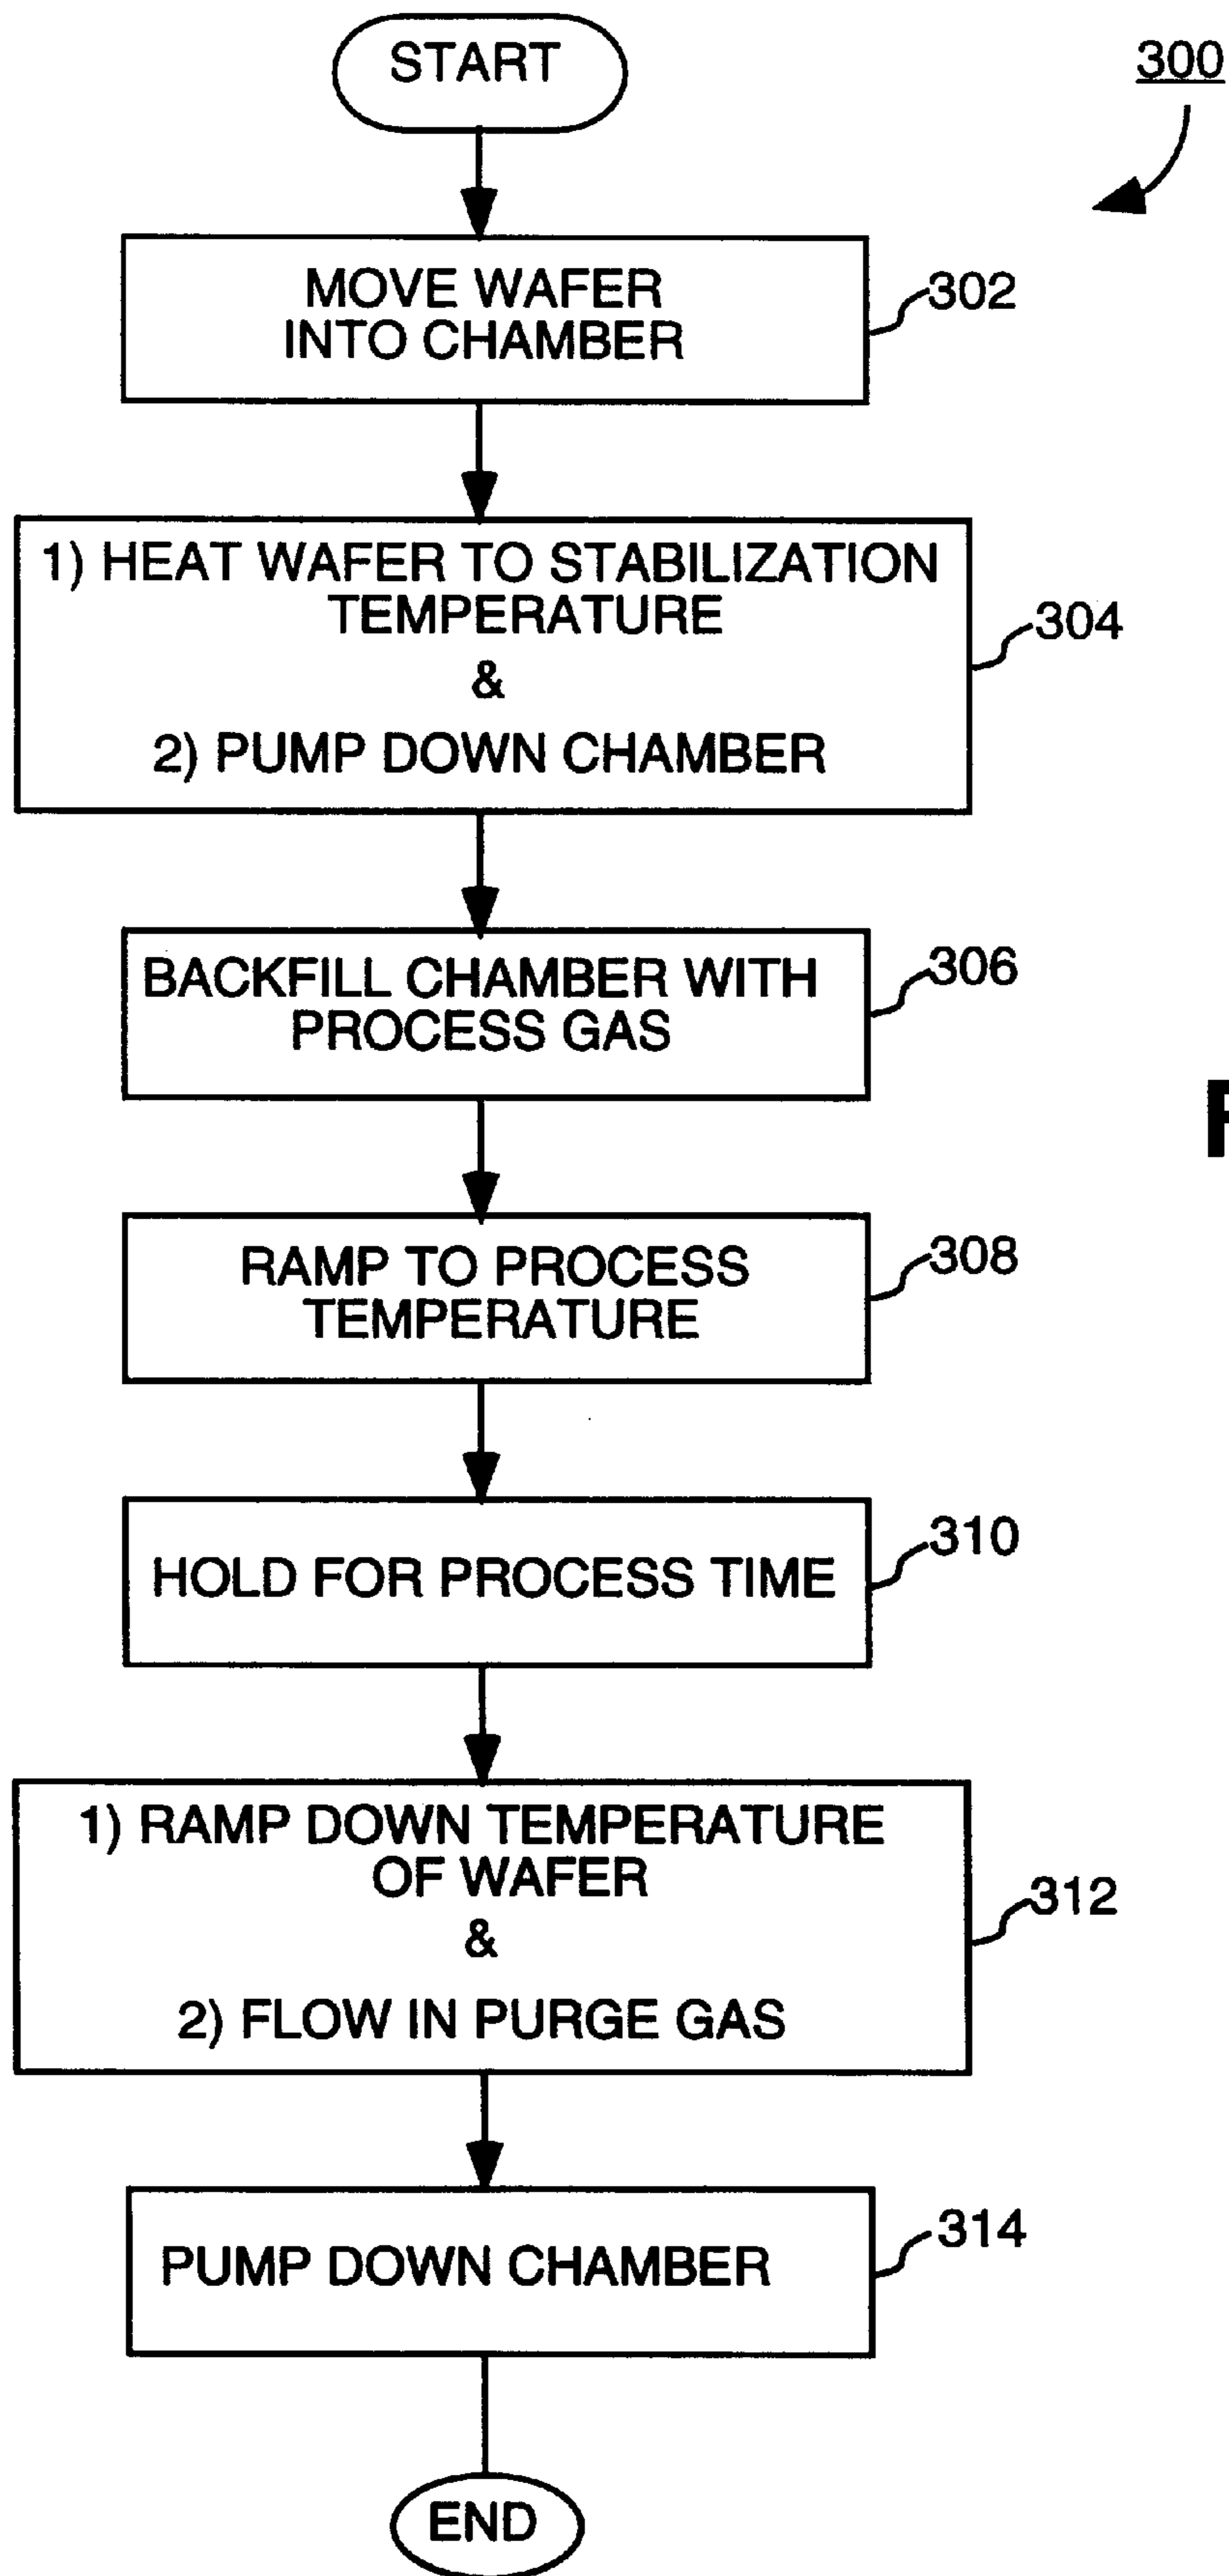 START
300
MOVE WAFER
INTO CHAMBER
302
1) HEAT WAFER TO STABILIZATION
TEMPERATURE
&
2) PUMP DOWN CHAMBER
304
BACKFILL CHAMBER WITH
PROCESS GAS
306
RAMP TO PROCESS
TEMPERATURE
308
HOLD FOR PROCESS TIME
310
1) RAMP DOWN TEMPERATURE
OF WAFER
&
2) FLOW IN PURGE GAS
312
PUMP DOWN CHAMBER
314
END